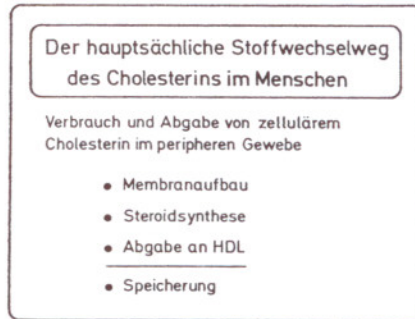 Der hauptsächliche Stoffwechselweg
des Cholesterins im Menschen
Verbrauch und Abgabe von zellulärem
Cholesterin im peripheren Gewebe
• Membranaufbau
• Steroidsynthese
• Abgabe an HDL
• Speicherung